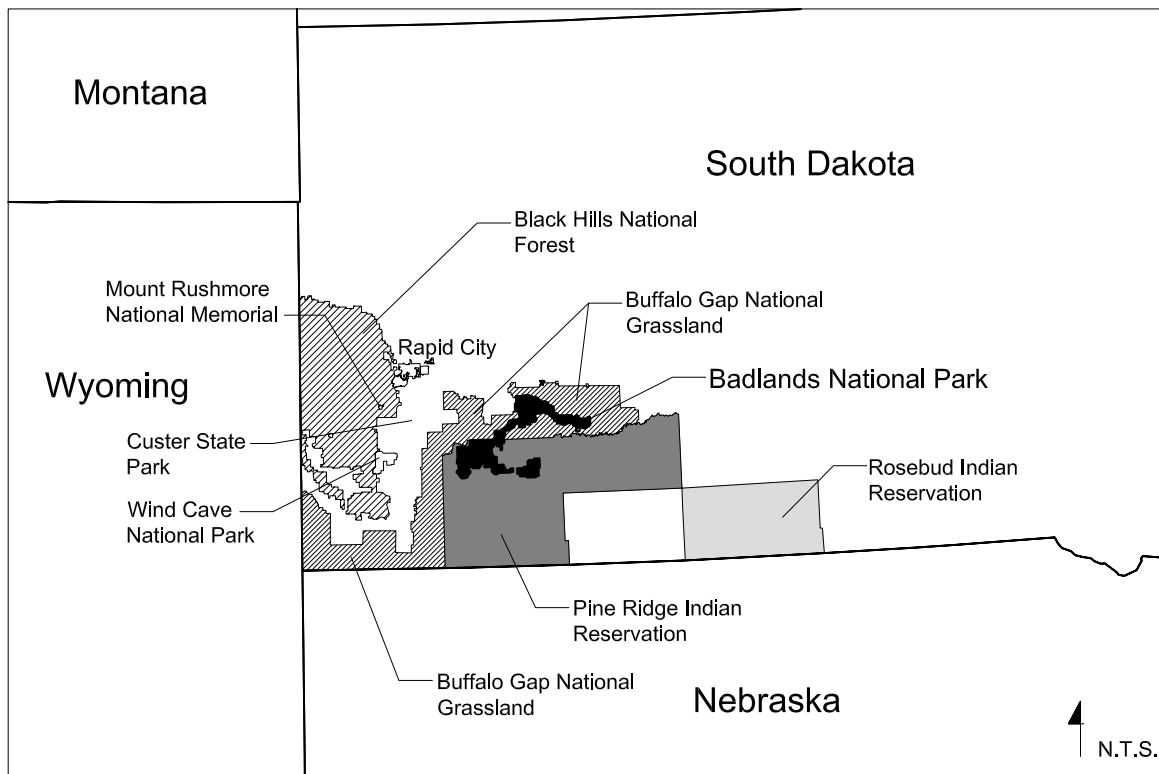 Montana
South Dakota
Black Hills National
Forest
Mount Rushmore
National Memorial
Buffalo Gap National
Grassland
Rapid City
Wyoming
Badlands National Park
Custer State
Park
Rosebud Indian
Reservation
Wind Cave
National Park
Pine Ridge Indian
Reservation
Buffalo Gap National
Grassland
Nebraska
N.T.S.